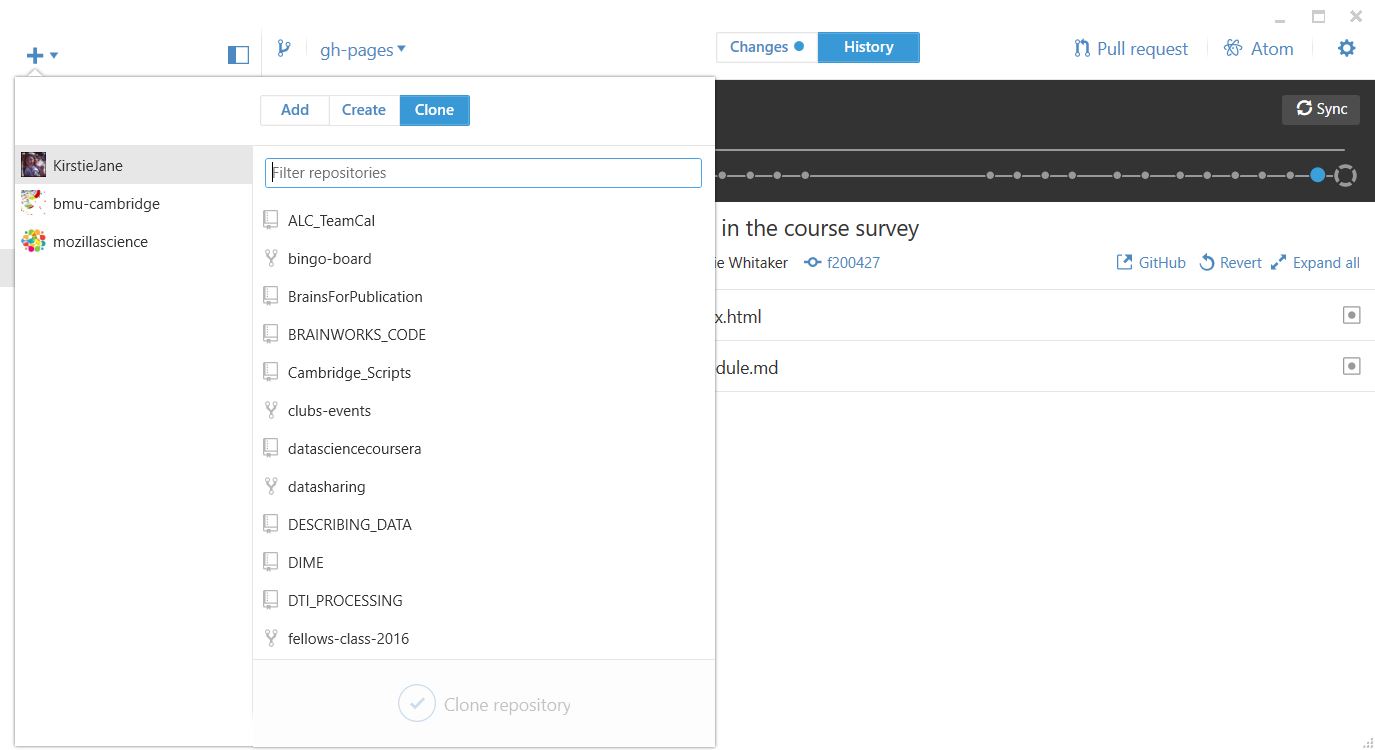 gh-pages
Changes
History
Pull request
Atom
Add
Create
Clone
Sync
KirstieJane
bmu-cambridge
mozillascience
Filter repositories
ALC_TeamCal
bingo-board
BrainsForPublication
BRAINWORKS_CODE
Cambridge_Scripts
clubs-events
datasciencecoursera
datasharing
DESCRIBING_DATA
DIME
DTI_PROCESSING
fellows-class-2016
Clone repository
in the course survey
ie Whitaker
f200427
GitHub
Revert
Expand all
x.html
dule.md